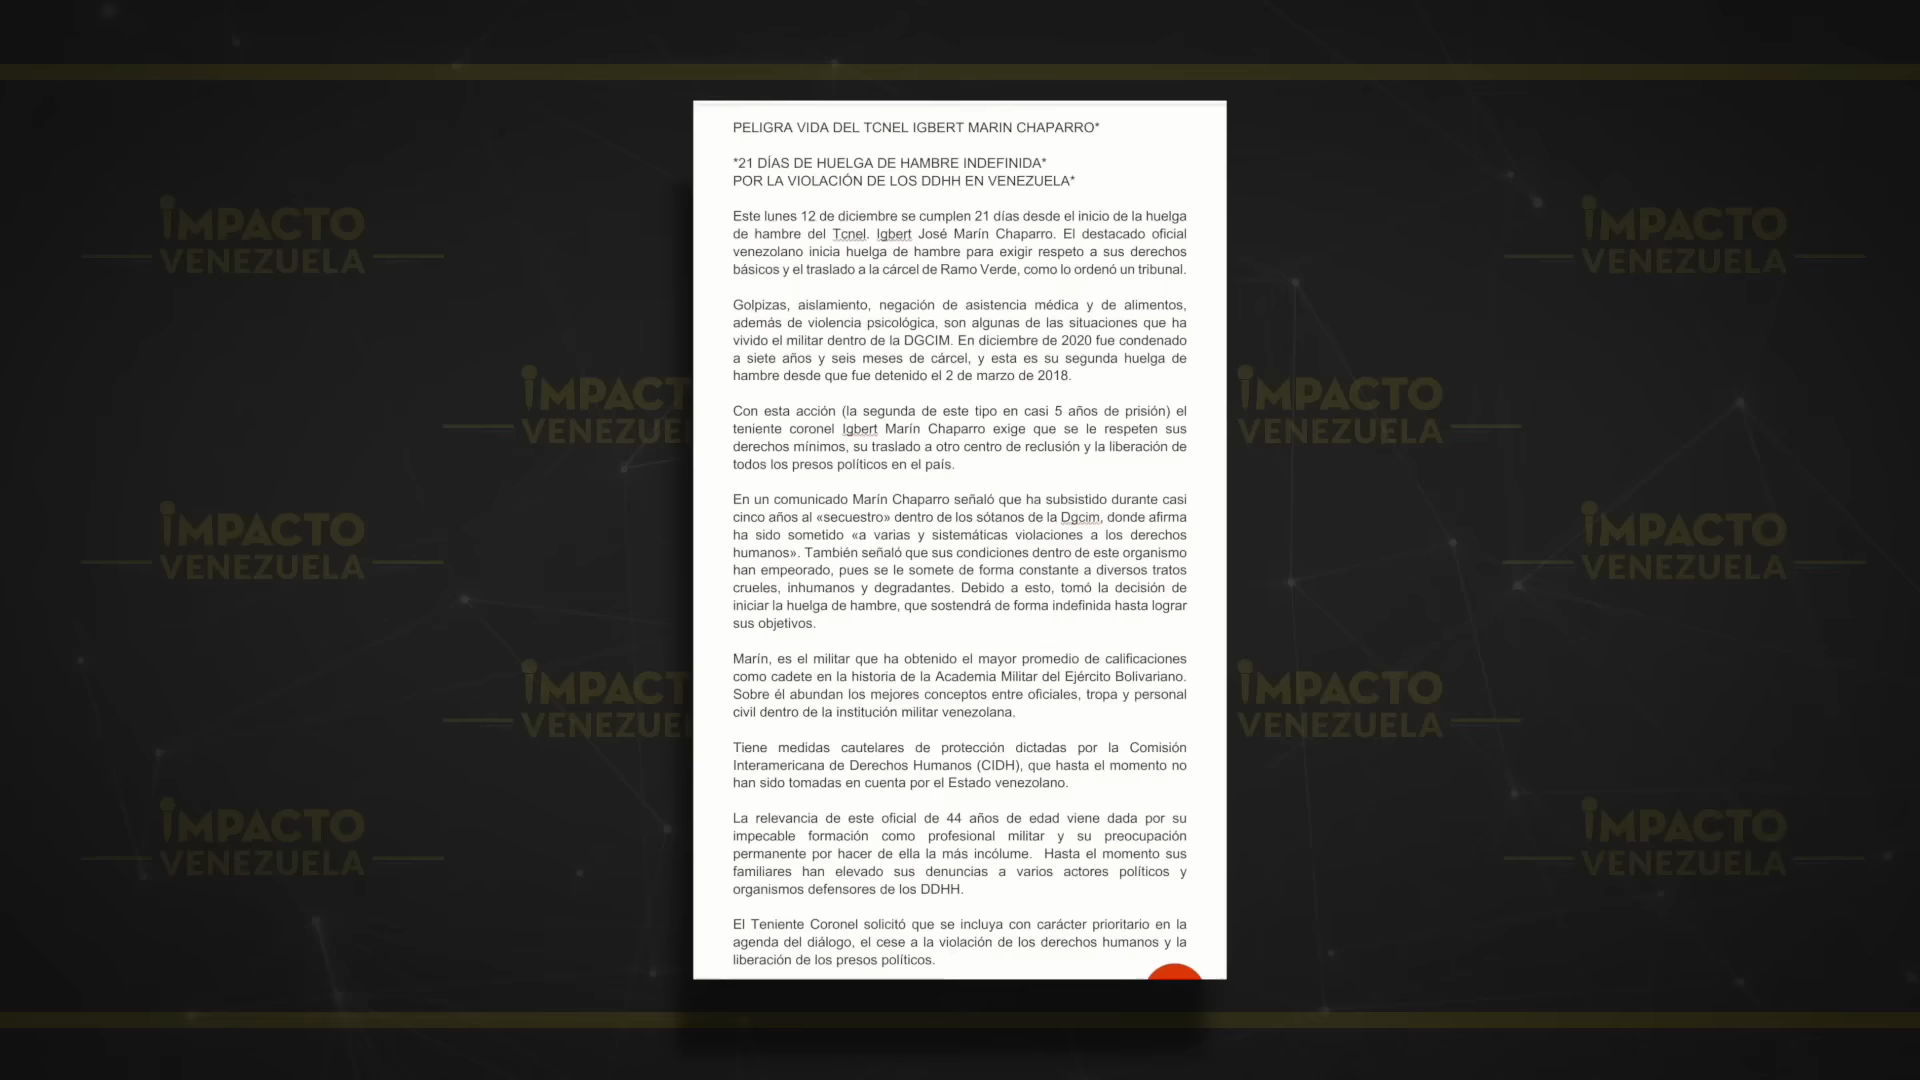 PELIGRA VIDA DEL TCNEL IGBERT MARIN CHAPARRO*
*21 DÍAS DE HUELGA DE HAMBRE INDEFINIDA*
POR LA VIOLACIÓN DE LOS DDHH EN VENEZUELA*
Este lunes 12 de diciembre se cumplen 21 días desde el inicio de la huelga
de hambre del Tcnel. Igbert José Marín Chaparro. El destacado oficial
venezolano inicia huelga de hambre para exigir respeto a sus derechos
básicos y el traslado a la cárcel de Ramo Verde, como lo ordenó un tribunal.
Golpizas, aislamiento, negación de asistencia médica y de alimentos,
además de violencia psicológica, son algunas de las situaciones que ha
vivido el militar dentro de la DGCIM. En diciembre de 2020 fue condenado
a siete años y seis meses de cárcel, y esta es su segunda huelga de
hambre desde que fue detenido el 2 de marzo de 2018.
Con esta acción (la segunda de este tipo en casi 5 años de prisión) el
teniente coronel Igbert Marín Chaparro exige que se le respeten sus
derechos mínimos, su traslado a otro centro de reclusión y la liberación de
todos los presos políticos en el país.
En un comunicado Marín Chaparro señaló que ha subsistido durante casi
cinco años al «secuestro» dentro de los sótanos de la Dgcim, donde afirma
ha sido sometido «a varias y sistemáticas violaciones a los derechos
humanos». También señaló que sus condiciones dentro de este organismo
han empeorado, pues se le somete de forma constante a diversos tratos
crueles, inhumanos y degradantes. Debido a esto, tomó la decisión de
iniciar la huelga de hambre, que sostendrá de forma indefinida hasta lograr
sus objetivos.
Marín, es el militar que ha obtenido el mayor promedio de calificaciones
como cadete en la historia de la Academia Militar del Ejército Bolivariano.
Sobre él abundan los mejores conceptos entre oficiales, tropa y personal
civil dentro de la institución militar venezolana.
Tiene medidas cautelares de protección dictadas por la Comisión
Interamericana de Derechos Humanos (CIDH), que hasta el momento no
han sido tomadas en cuenta por el Estado venezolano.
La relevancia de este oficial de 44 años de edad viene dada por su
impecable formación como profesional militar y su preocupación
permanente por hacer de ella la más incólume. Hasta el momento sus
familiares han elevado sus denuncias a varios actores políticos y
organismos defensores de los DDHH.
El Teniente Coronel solicitó que se incluya con carácter prioritario en la
agenda del diálogo, el cese a la violación de los derechos humanos y la
liberación de los presos políticos.
IMPACTO
VENEZUELA
IMPACTO
VENEZUELA
IMPACT
VENEZUE
IMPACTO
VENEZUELA
IMPACTO
VENEZUELA
IMPACTO
VENEZUELA
IMPACT
VENEZUE
IMPACTO
VENEZUELA
IMPACTO
VENEZUELA
IMPACTO
VENEZUELA